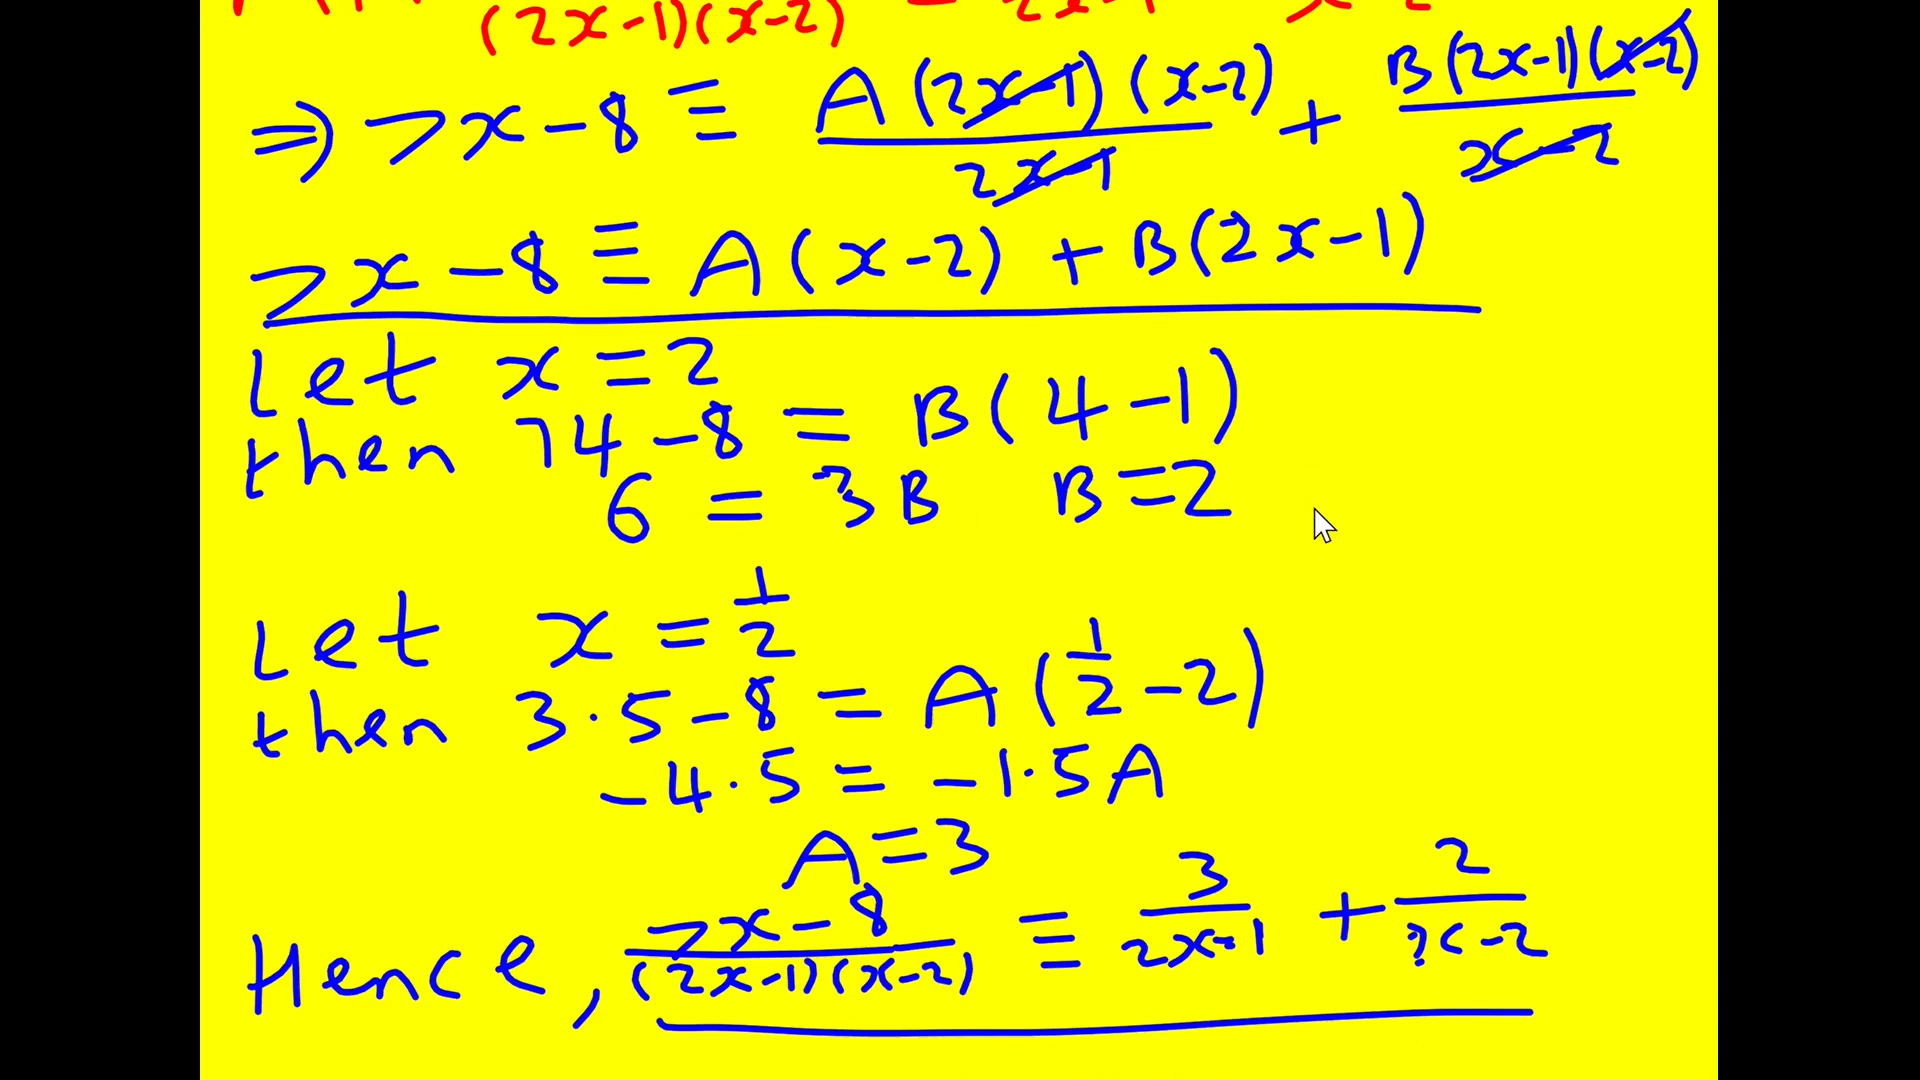 (2x-1)(x-2)
⇒ 7x-8 ≡ A(2x-1)(x-2)/2x-1 + B(2x-1)(x-2)/x-2
7x-8 ≡ A(x-2) + B(2x-1)
Let x = 2
then 14-8 = B(4-1)
6 = 3B B=2
Let x = 1/2
then 3·5-8 = A(1/2-2)
-4·5 = -1·5A
A=3
Hence, 7x-8/(2x-1)(x-2) ≡ 3/2x-1 + 2/x-2